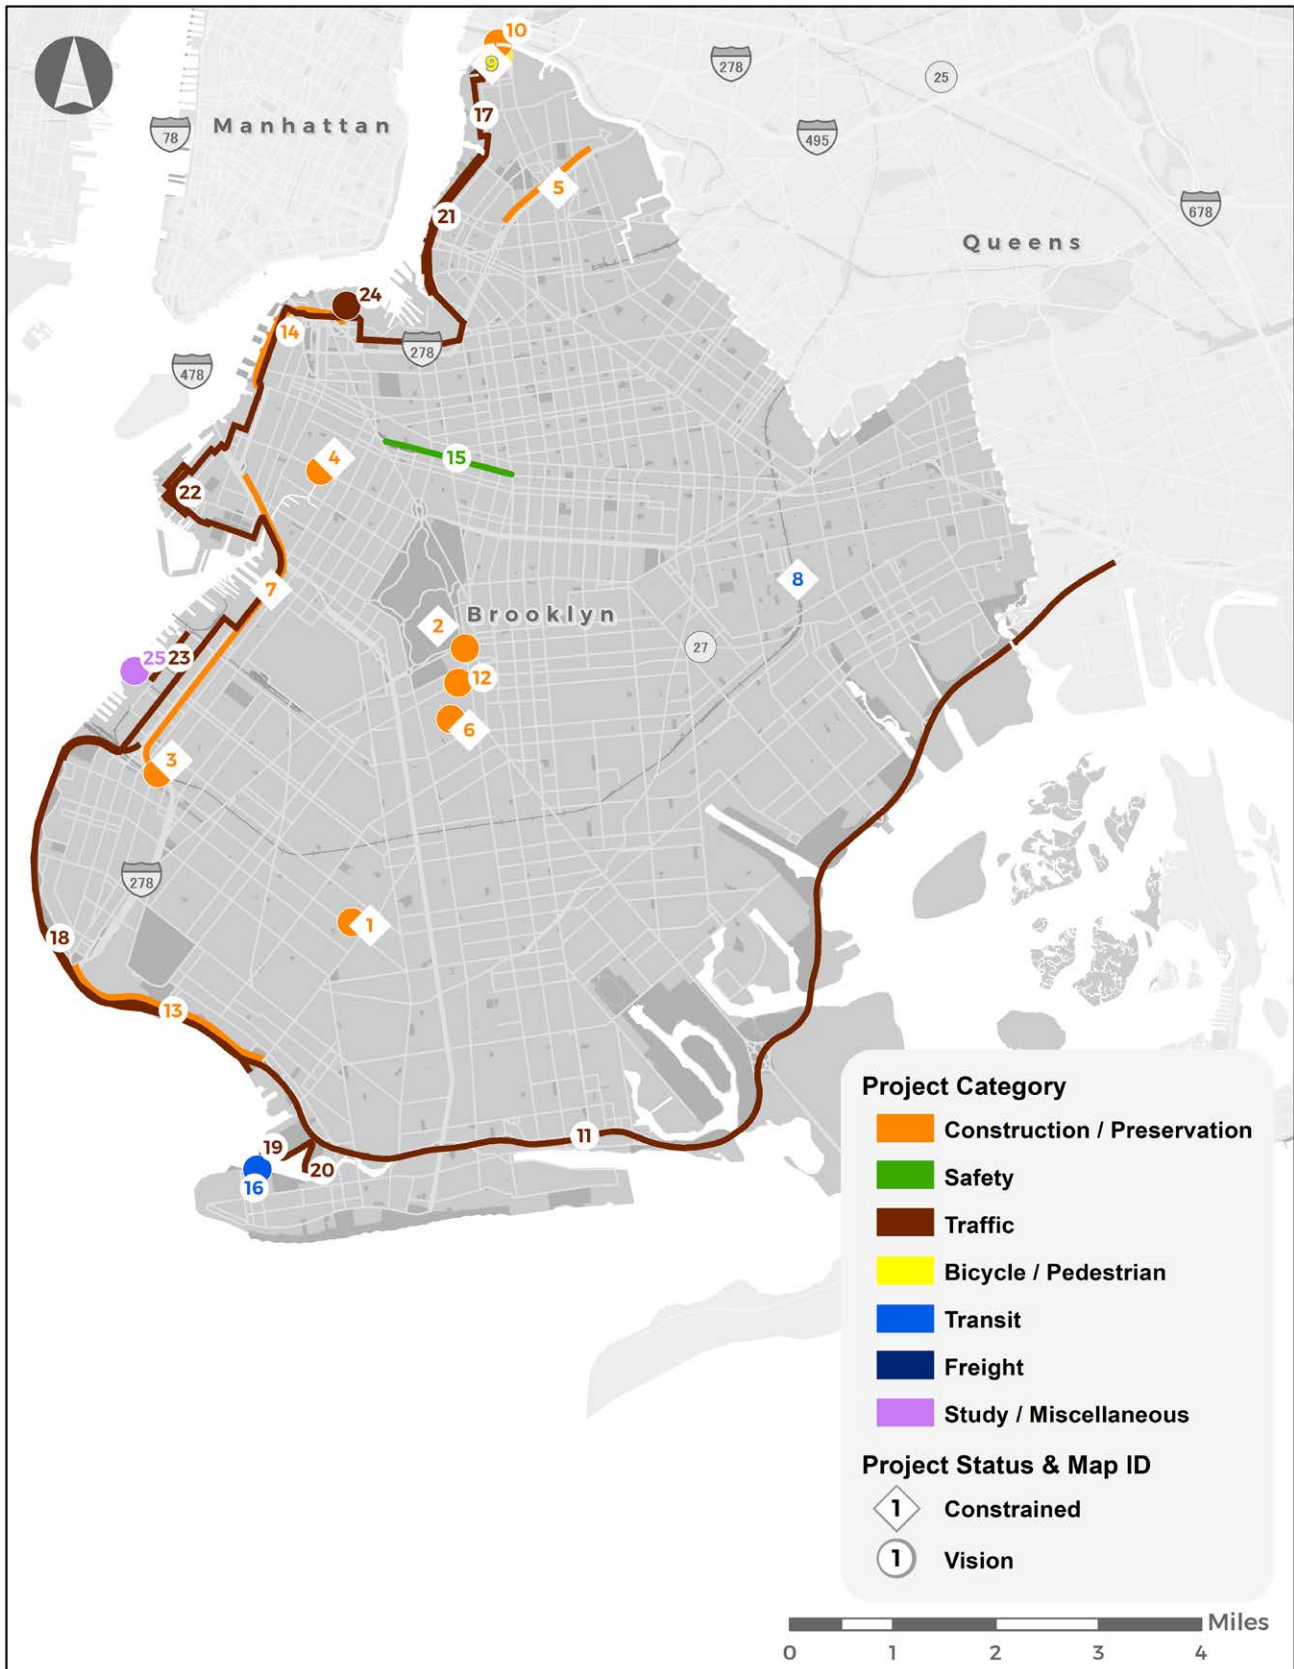 10
9
278
25
Manhattan
78
17
495
5
678
21
Queens
24
14
278
478
4
15
22
7
8
2
Brooklyn
27
25
23
12
6
3
278
1
18
13
11
19
20
16
Project Category
Construction / Preservation
Safety
Traffic
Bicycle / Pedestrian
Transit
Freight
Study / Miscellaneous
Project Status & Map ID
1 Constrained
1 Vision
Miles
0 1 2 3 4